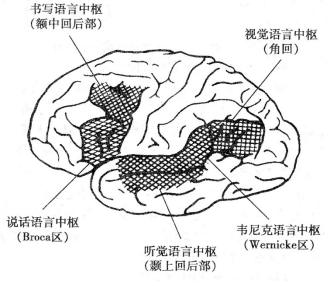 书写语言中枢
(额中回后部)
视觉语言中枢
(角回)
说话语言中枢
(Broca区)
听觉语言中枢
(颞上回后部)
韦尼克语言中枢
(Wernicke区)